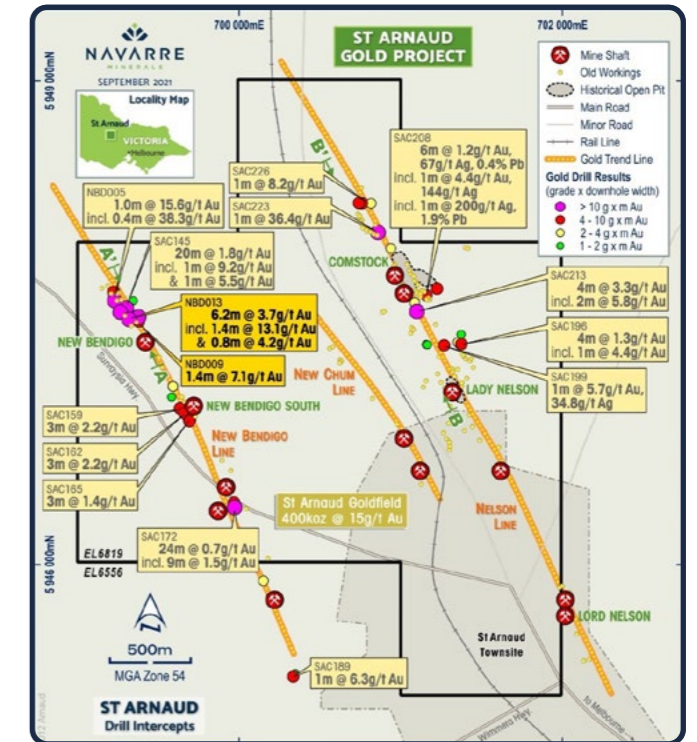 700 000mE
702 000mE
5 949 000mN
5 946 000mN
NAVARRE
MINERALS
SEPTEMBER 2021
Locality Map
St Arnaud
VICTORIA
Melbourne
ST ARNAUD
GOLD PROJECT
Mine Shaft
Old Workings
Historical Open Pit
Main Road
Minor Road
Rail Line
Gold Trend Line
Gold Drill Results
(grade x downhole width)
> 10 g x m Au
4 - 10 g x m Au
2 - 4 g x m Au
1 - 2 g x m Au
SAC208
6m @ 1.2g/t Au,
67g/t Ag, 0.4% Pb
incl. 1m @ 4.4g/t Au,
144g/t Ag
incl. 1m @ 200g/t Ag,
1.9% Pb
B'
SAC226
1m @ 8.2g/t Au
SAC223
1m @ 36.4g/t Au
NBD005
1.0m @ 15.6g/t Au
incl. 0.4m @ 38.3g/t Au
SAC145
20m @ 1.8g/t Au
incl. 1m @ 9.2g/t Au
& 1m @ 5.5g/t Au
A'
COMSTOCK
SAC213
4m @ 3.3g/t Au
incl. 2m @ 5.8g/t Au
NBD013
6.2m @ 3.7g/t Au
incl. 1.4m @ 13.1g/t Au
& 0.8m @ 4.2g/t Au
SAC196
4m @ 1.3g/t Au
incl. 1m @ 4.4g/t Au
NEW BENDIGO
NBD009
1.4m @ 7.1g/t Au
Sunraysia Hwy
A
NEW CHUM
LINE
SAC199
1m @ 5.7g/t Au,
34.8g/t Ag
LADY NELSON
B
SAC159
3m @ 2.2g/t Au
NEW BENDIGO SOUTH
SAC162
3m @ 2.2g/t Au
NEW BENDIGO
LINE
SAC165
3m @ 1.4g/t Au
St Arnaud Goldfield
400koz @ 15g/t Au
NELSON
LINE
SAC172
24m @ 0.7g/t Au
incl. 9m @ 1.5g/t Au
EL6819
EL6556
LORD NELSON
St Arnaud
Townsite
500m
MGA Zone 54
SAC189
1m @ 6.3g/t Au
ST ARNAUD
Drill Intercepts
Wimmera Hwy
to Melbourne